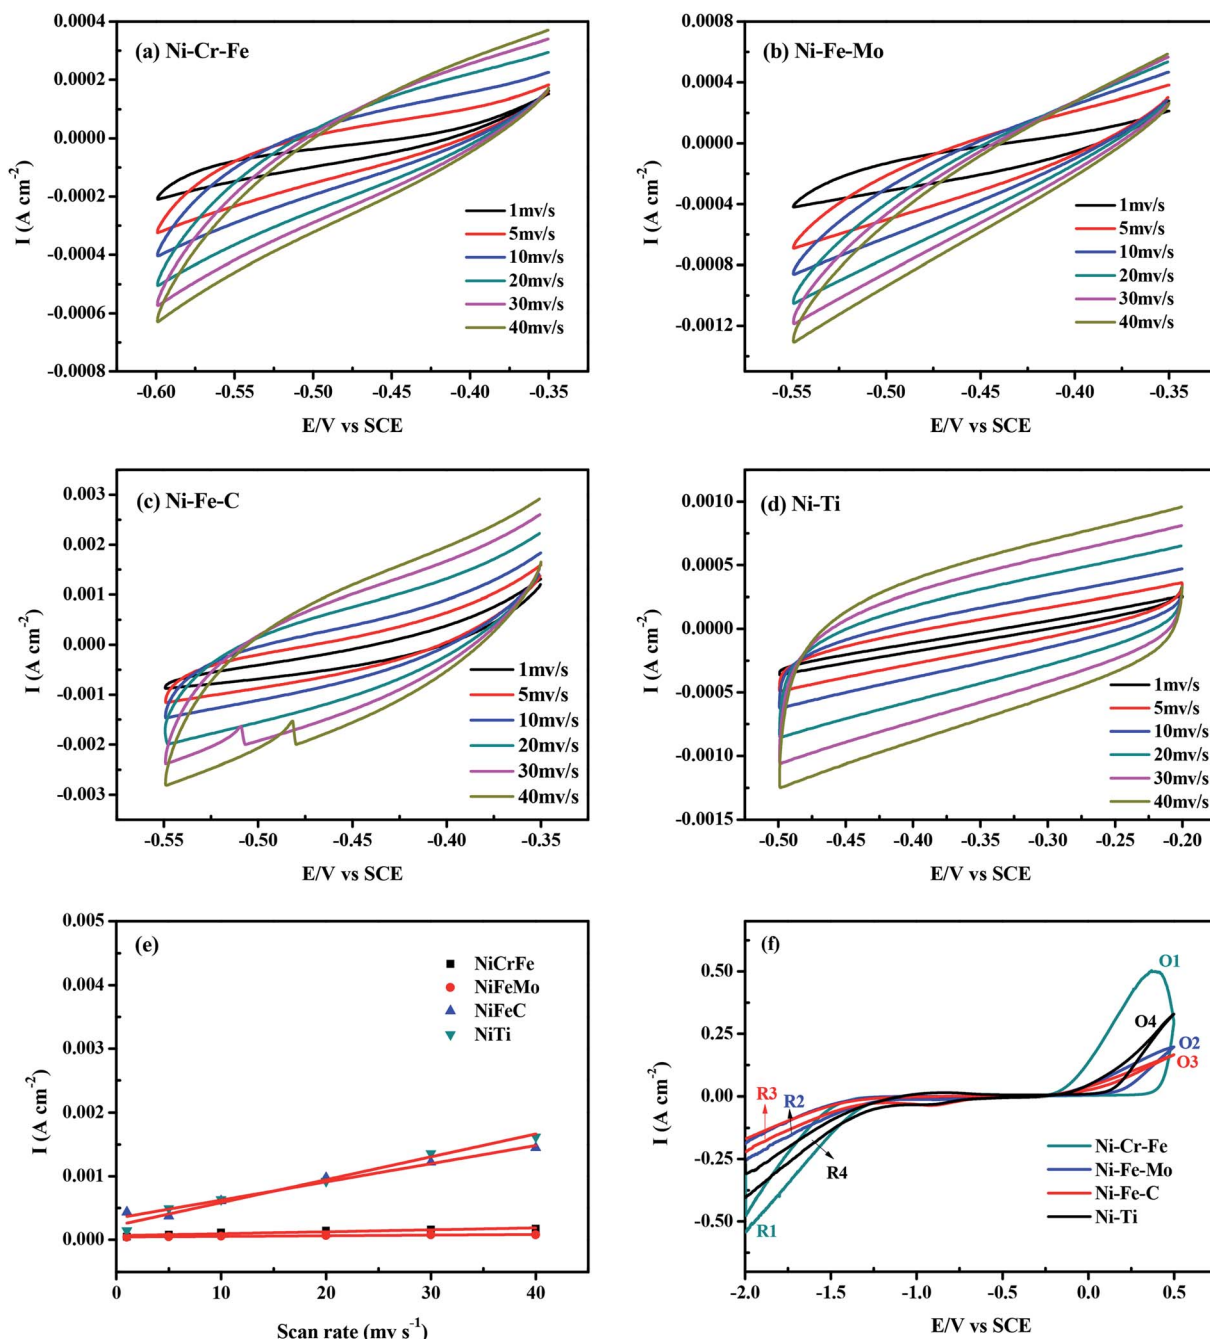 (a) Ni-Cr-Fe
0.0004
0.0002
0.0000
-0.0002
-0.0004
-0.0006
-0.0008
I (A cm-2)
1mv/s
5mv/s
10mv/s
20mv/s
30mv/s
40mv/s
-0.60 -0.55 -0.50 -0.45 -0.40 -0.35
E/V vs SCE
(b) Ni-Fe-Mo
0.0008
0.0004
0.0000
-0.0004
-0.0008
-0.0012
I (A cm-2)
1mv/s
5mv/s
10mv/s
20mv/s
30mv/s
40mv/s
-0.55 -0.50 -0.45 -0.40 -0.35
E/V vs SCE
(c) Ni-Fe-C
0.003
0.002
0.001
0.000
-0.001
-0.002
-0.003
I (A cm-2)
1mv/s
5mv/s
10mv/s
20mv/s
30mv/s
40mv/s
-0.55 -0.50 -0.45 -0.40 -0.35
E/V vs SCE
(d) Ni-Ti
0.0010
0.0005
0.0000
-0.0005
-0.0010
-0.0015
I (A cm-2)
1mv/s
5mv/s
10mv/s
20mv/s
30mv/s
40mv/s
-0.50 -0.45 -0.40 -0.35 -0.30 -0.25 -0.20
E/V vs SCE
(e)
0.005
0.004
0.003
0.002
0.001
0.000
I (A cm-2)
NiCrFe
NiFeMo
NiFeC
NiTi
0 10 20 30 40
Scan rate (mv s-1)
(f)
0.50
0.25
0.00
-0.25
-0.50
I (A cm-2)
O1
O4
O2
O3
R3
R2
R4
R1
Ni-Cr-Fe
Ni-Fe-Mo
Ni-Fe-C
Ni-Ti
-2.0 -1.5 -1.0 -0.5 0.0 0.5
E/V vs SCE